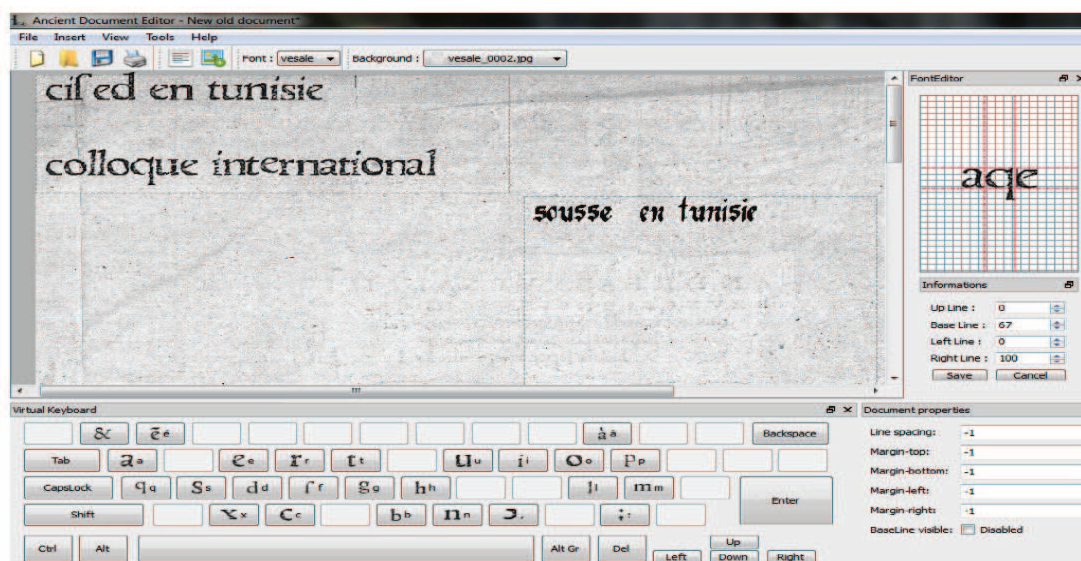 Ancient Document Editor - New old document*
File Insert View Tools Help
Font : vesale Background : vesale_0002.jpg
cifed en tunisie
colloque international
sousse en tunisie
FontEditor
aqe
Informations
Up Line : 0
Base Line : 67
Left Line : 0
Right Line : 100
Save Cancel
Virtual Keyboard
& ē é à à Backspace
Tab a a e e r r t t u u i i o o p p
CapsLock q q s s d d f f g g h h l l m m Enter
Shift x x c c b b n n . ; :
Ctrl Alt Alt Gr Del Left Up Down Right
Document properties
Line spacing: -1
Margin-top: -1
Margin-bottom: -1
Margin-left: -1
Margin-right: -1
BaseLine visible: Disabled